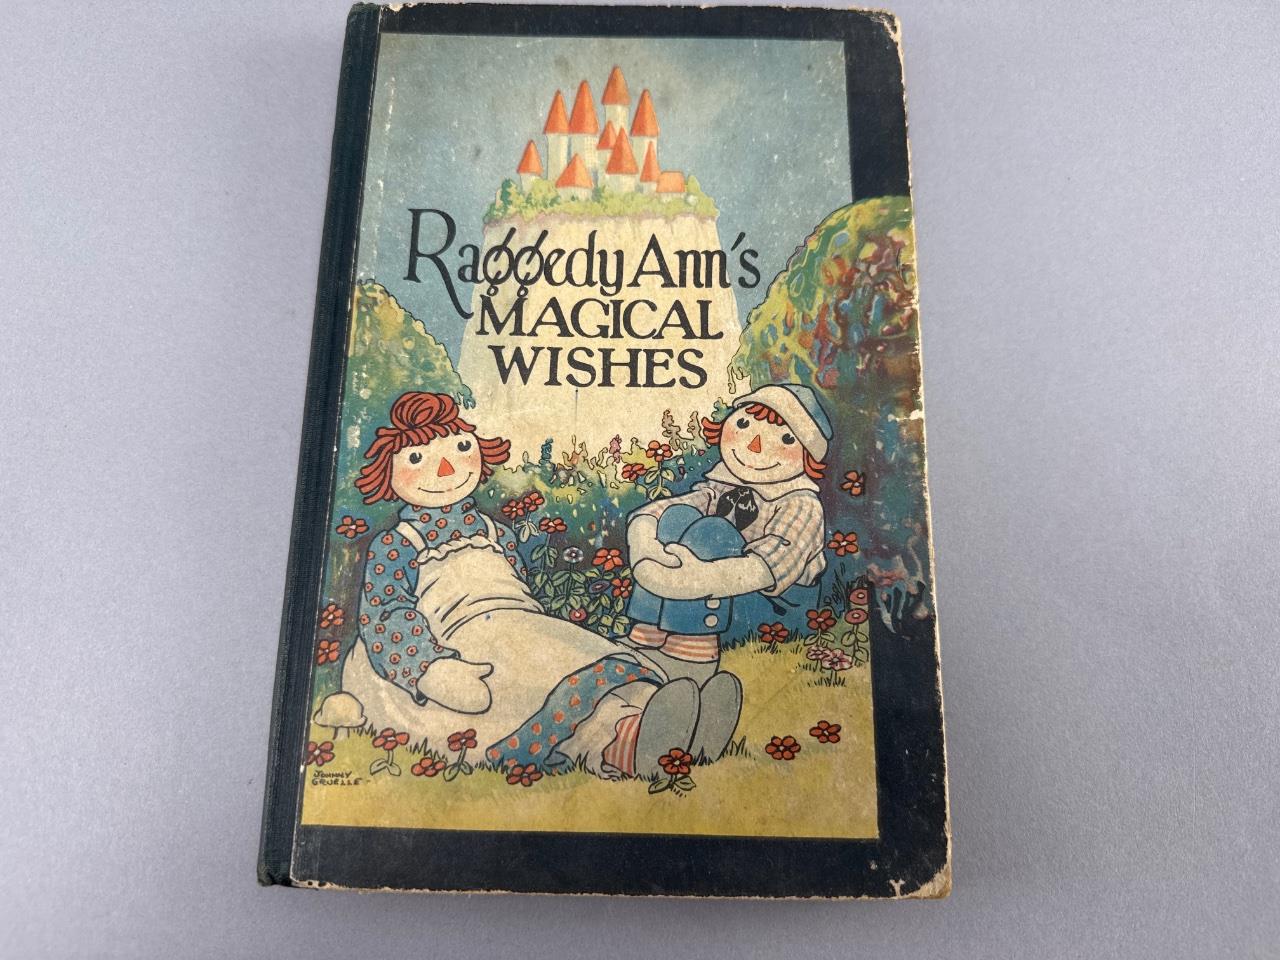 Raggedy Ann's
MAGICAL
WISHES
JOHNNY
GRUELLE